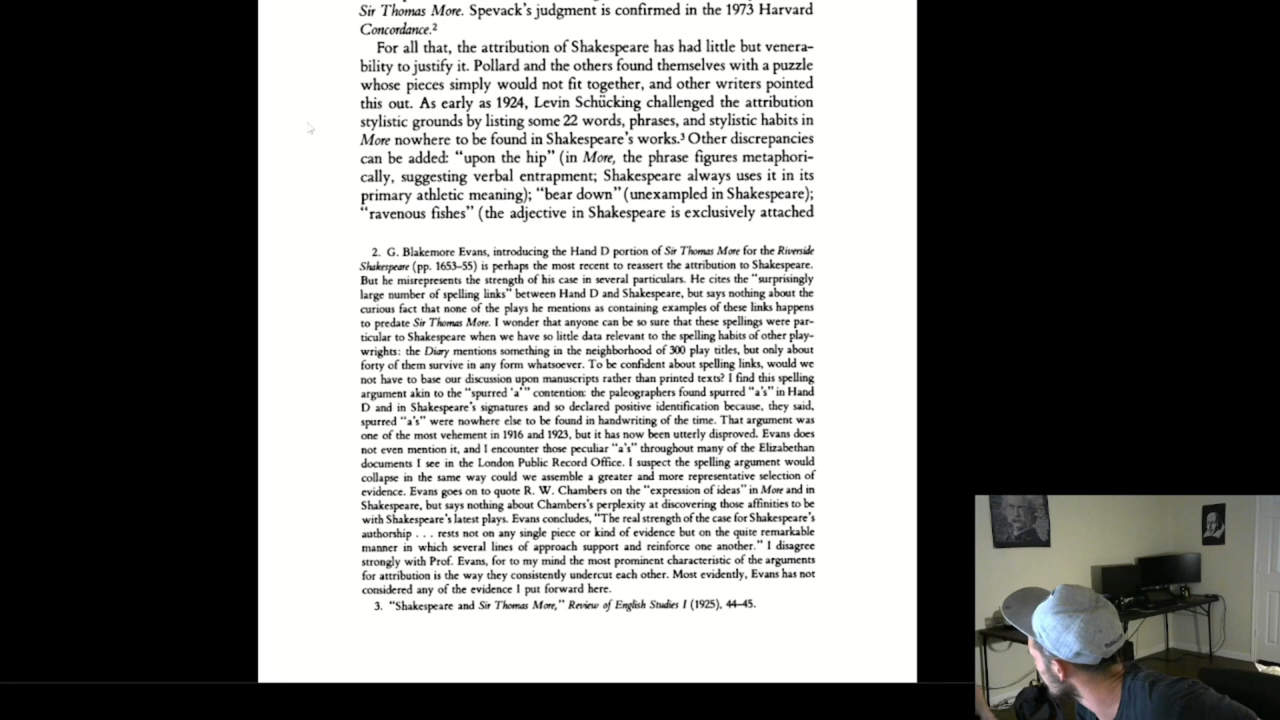 Sir Thomas More. Spevack's judgment is confirmed in the 1973 Harvard
Concordance.²
For all that, the attribution of Shakespeare has had little but venera-
bility to justify it. Pollard and the others found themselves with a puzzle
whose pieces simply would not fit together, and other writers pointed
this out. As early as 1924, Levin Schücking challenged the attribution
stylistic grounds by listing some 22 words, phrases, and stylistic habits in
More nowhere to be found in Shakespeare's works.³ Other discrepancies
can be added: "upon the hip" (in More, the phrase figures metaphori-
cally, suggesting verbal entrapment; Shakespeare always uses it in its
primary athletic meaning); "bear down" (unexampled in Shakespeare);
"ravenous fishes" (the adjective in Shakespeare is exclusively attached
2. G. Blakemore Evans, introducing the Hand D portion of Sir Thomas More for the Riverside
Shakespeare (pp. 1653–55) is perhaps the most recent to reassert the attribution to Shakespeare.
But he misrepresents the strength of his case in several particulars. He cites the "surprisingly
large number of spelling links" between Hand D and Shakespeare, but says nothing about the
curious fact that none of the plays he mentions as containing examples of these links happens
to predate Sir Thomas More. I wonder that anyone can be so sure that these spellings were par-
ticular to Shakespeare when we have so little data relevant to the spelling habits of other play-
wrights: the Diary mentions something in the neighborhood of 300 play titles, but only about
forty of them survive in any form whatsoever. To be confident about spelling links, would we
not have to base our discussion upon manuscripts rather than printed texts? I find this spelling
argument akin to the "spurred 'a'" contention: the paleographers found spurred "a's" in Hand
D and in Shakespeare's signatures and so declared positive identification because, they said,
spurred "a's" were nowhere else to be found in handwriting of the time. That argument was
one of the most vehement in 1916 and 1923, but it has now been utterly disproved. Evans does
not even mention it, and I encounter those peculiar "a's" throughout many of the Elizabethan
documents I see in the London Public Record Office. I suspect the spelling argument would
collapse in the same way could we assemble a greater and more representative selection of
evidence. Evans goes on to quote R. W. Chambers on the "expression of ideas" in More and in
Shakespeare, but says nothing about Chambers's perplexity at discovering those affinities to be
with Shakespeare's latest plays. Evans concludes, "The real strength of the case for Shakespeare's
authorship . . . rests not on any single piece or kind of evidence but on the quite remarkable
manner in which several lines of approach support and reinforce one another." I disagree
strongly with Prof. Evans, for to my mind the most prominent characteristic of the arguments
for attribution is the way they consistently undercut each other. Most evidently, Evans has not
considered any of the evidence I put forward here.
3. "Shakespeare and Sir Thomas More," Review of English Studies I (1925), 44–45.